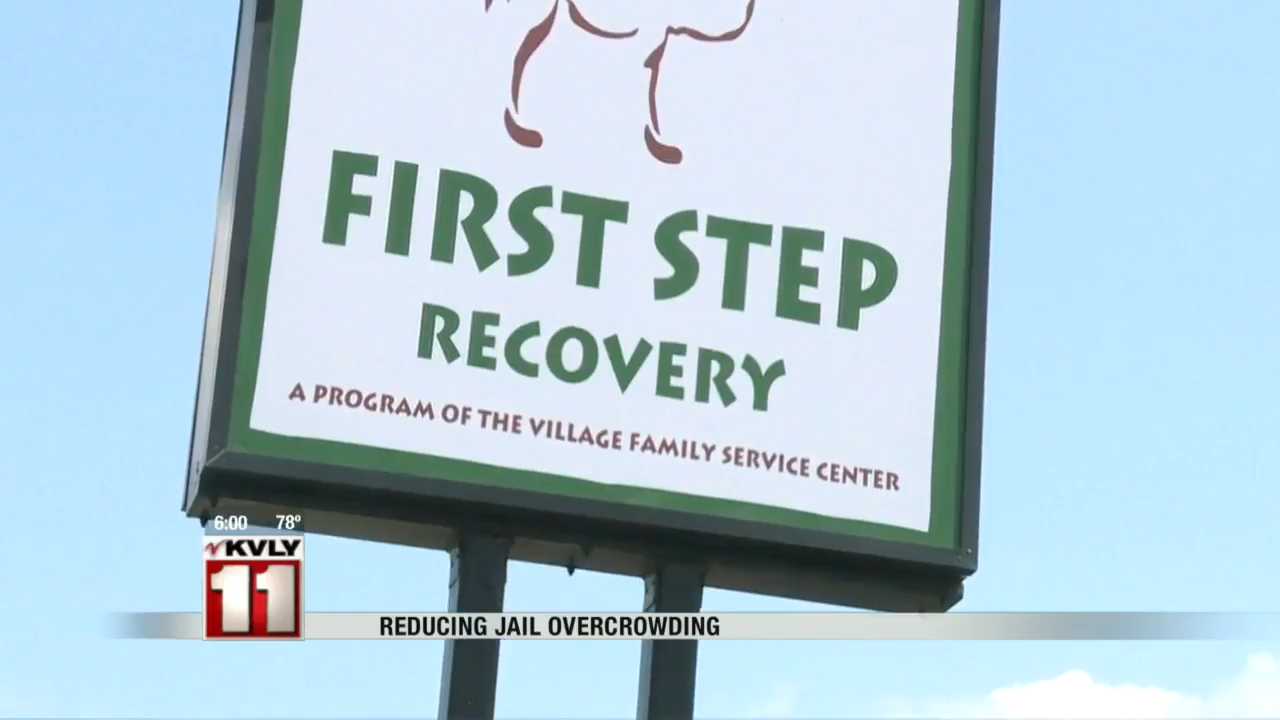 FIRST STEP
RECOVERY
A PROGRAM OF THE VILLAGE FAMILY SERVICE CENTER
6:00 78°
KVLY
11
REDUCING JAIL OVERCROWDING